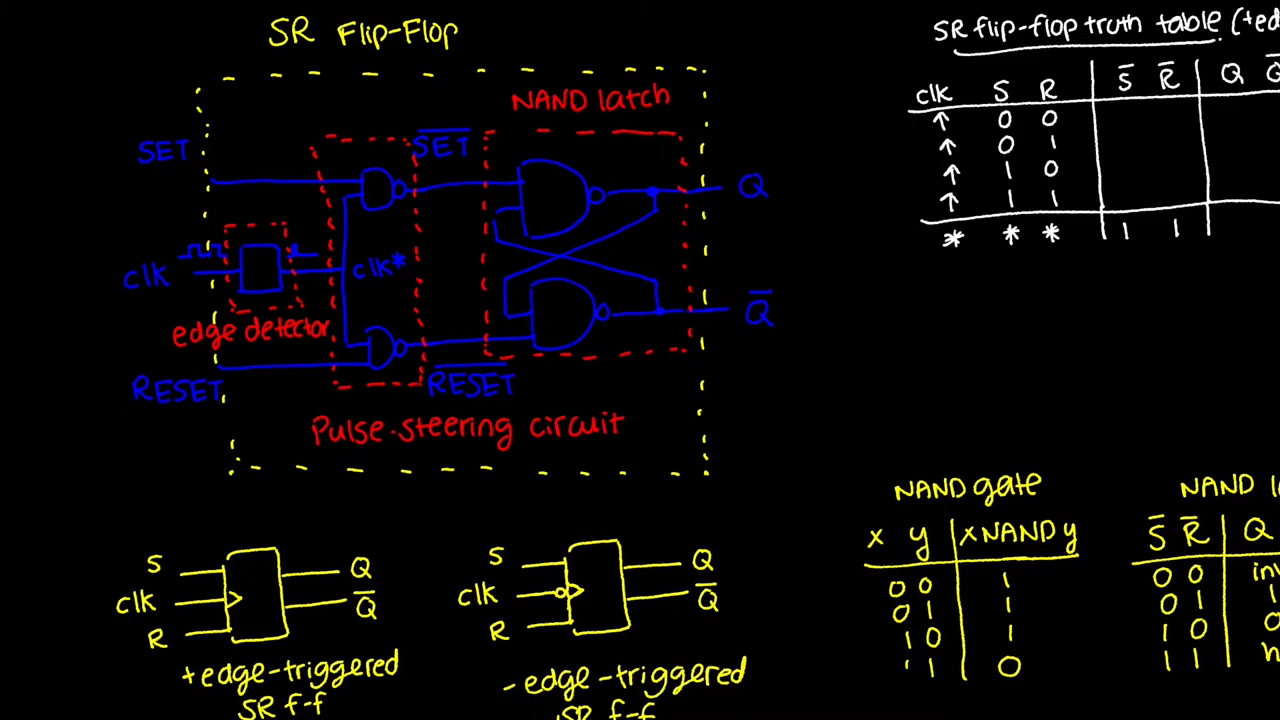 SR Flip-Flop
NAND latch
SET
S̅E̅T̅
Q
clk
clk*
edge detector
Q̅
RESET
R̅E̅S̅E̅T̅
Pulse-steering circuit
SR flip-flop truth table (+ed
clk S R S̅ R̅ Q Q̅
↑ 0 0
↑ 0 1
↑ 1 0
↑ 1 1
* * * 1 1
S Q
clk
R Q̅
+edge-triggered
SR f-f
S Q
clk
R Q̅
-edge-triggered
SR f-f
NAND gate
x y x NAND y
0 0 1
0 1 1
1 0 1
1 1 0
NAND l
S̅ R̅ Q
0 0 inv
0 1 1
1 0 0
1 1 h